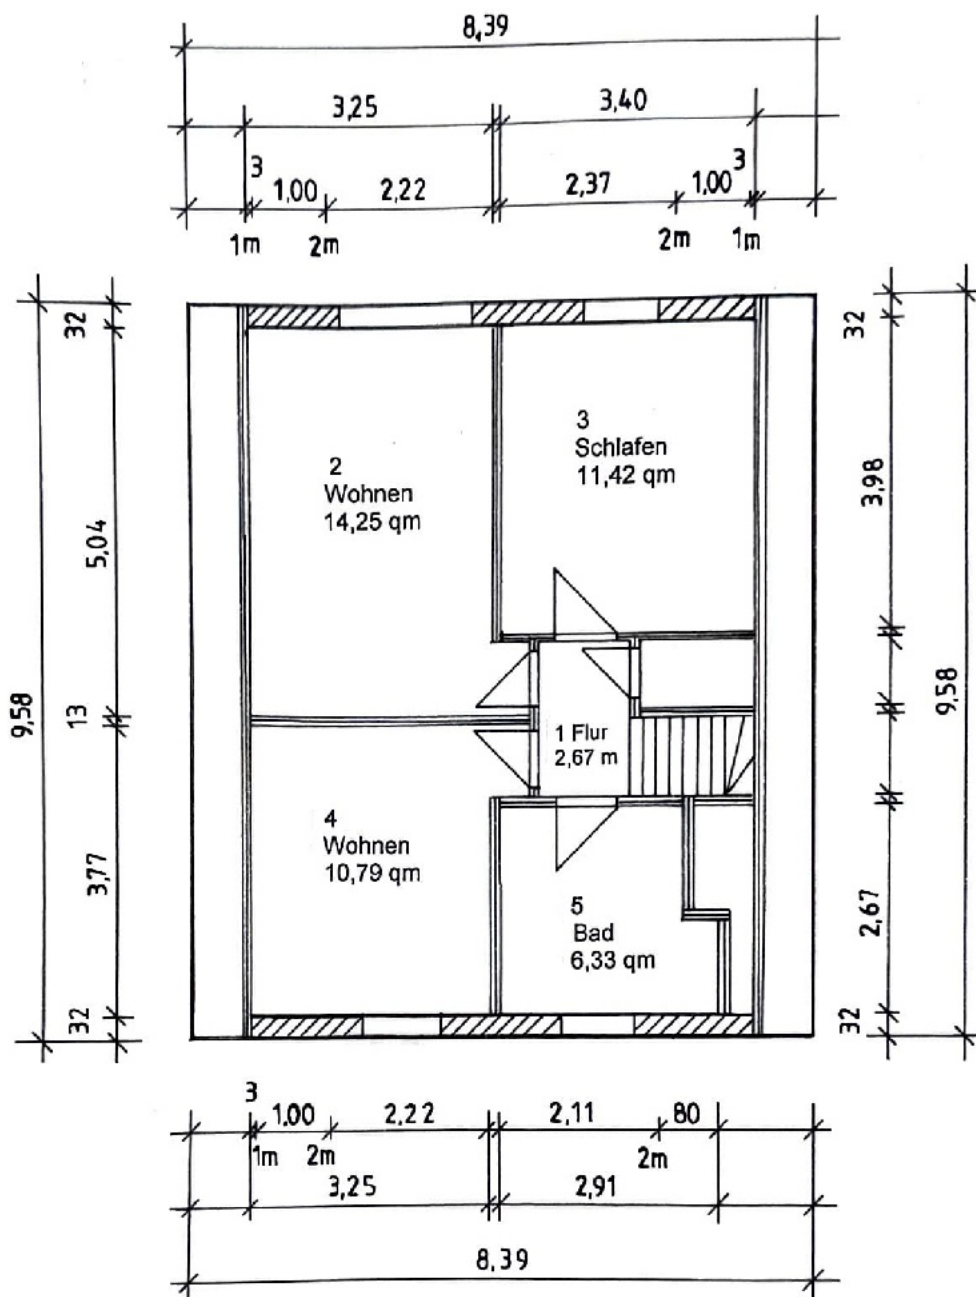 8,39
3,25 3,40
3 3
1,00 2,22 2,37 1,00
1m 2m 2m 1m
32 32
3
Schlafen
11,42 qm
2
Wohnen
14,25 qm
5,04 3,98
9,58 13 9,58
1 Flur
2,67 m
4
Wohnen
10,79 qm
3,77 2,67
5
Bad
6,33 qm
32 32
3
1,00 2,22 2,11 80
1m 2m 2m
3,25 2,91
8,39